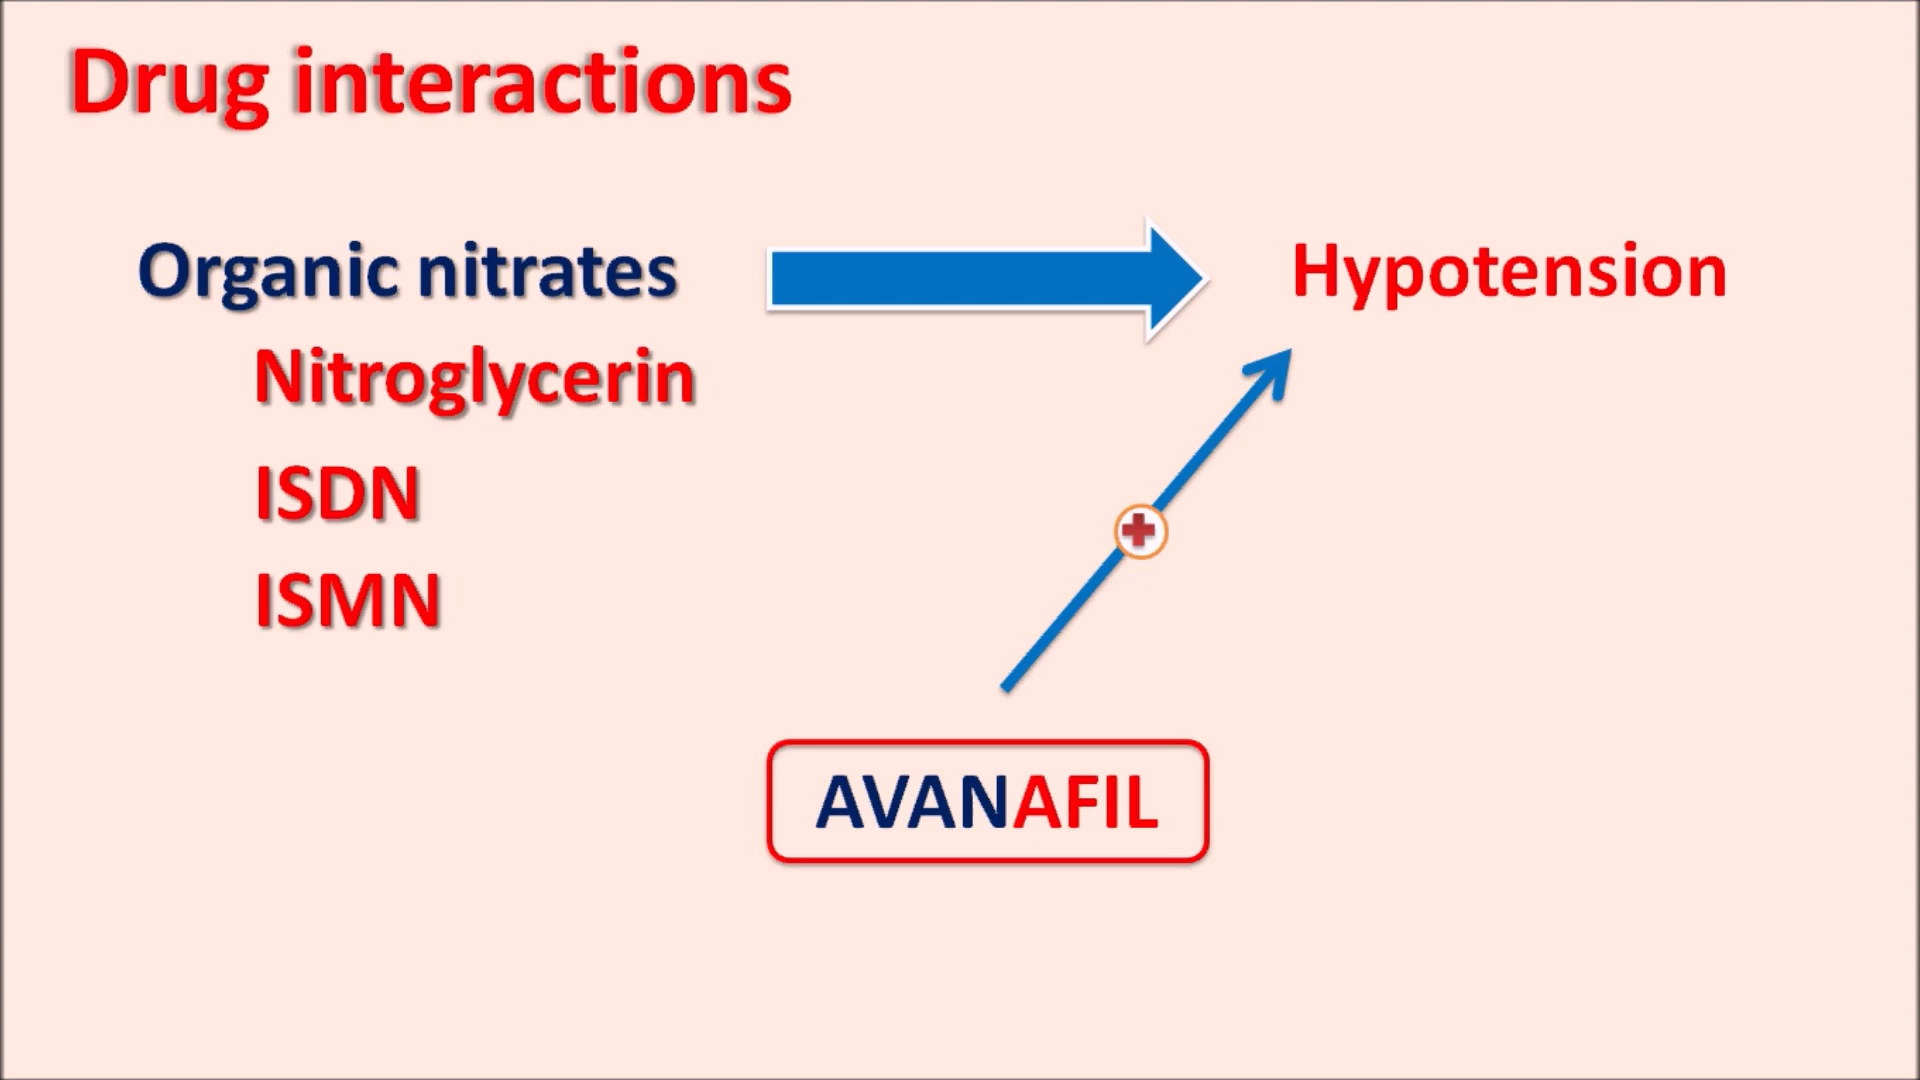 Drug interactions
Organic nitrates
Hypotension
Nitroglycerin
ISDN
ISMN
AVANAFIL